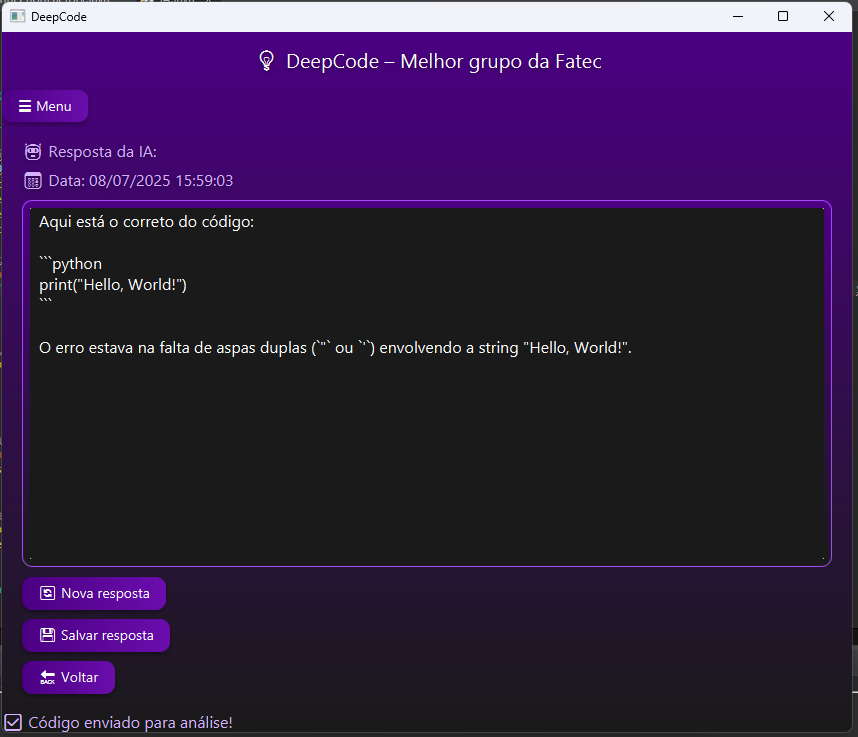 DeepCode
DeepCode – Melhor grupo da Fatec
Menu
Resposta da IA:
Data: 08/07/2025 15:59:03
Aqui está o correto do código:
```python
print("Hello, World!")
```
O erro estava na falta de aspas duplas (`"` ou `'`) envolvendo a string "Hello, World!".
Nova resposta
Salvar resposta
BACK Voltar
Código enviado para análise!